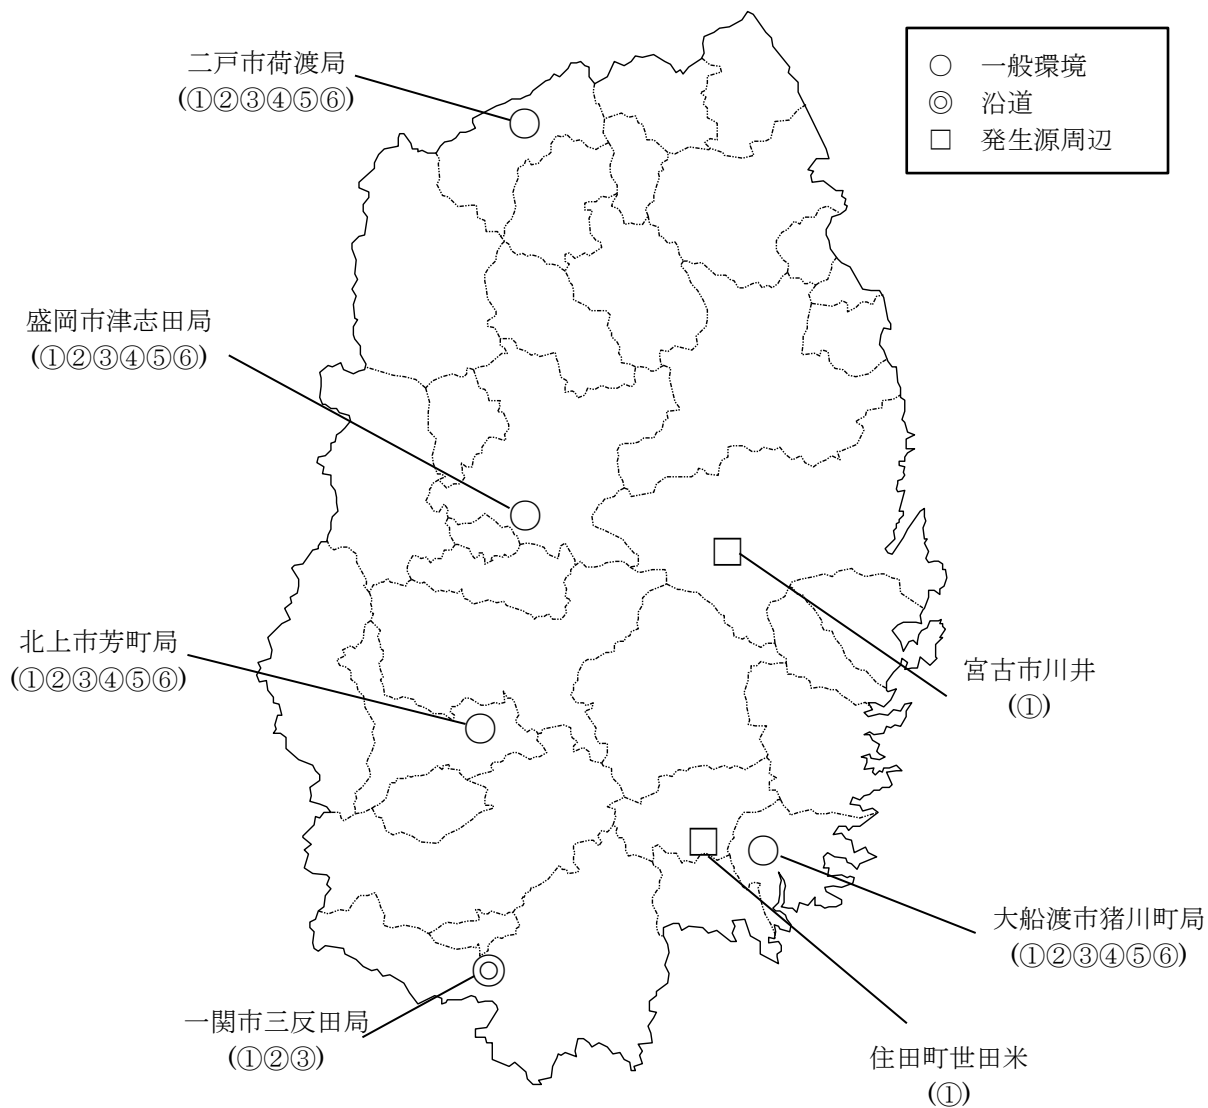 二戸市荷渡局
(①②③④⑤⑥)
○ 一般環境
◎ 沿道
□ 発生源周辺
盛岡市津志田局
(①②③④⑤⑥)
北上市芳町局
(①②③④⑤⑥)
宮古市川井
(①)
大船渡市猪川町局
(①②③④⑤⑥)
一関市三反田局
(①②③)
住田町世田米
(①)